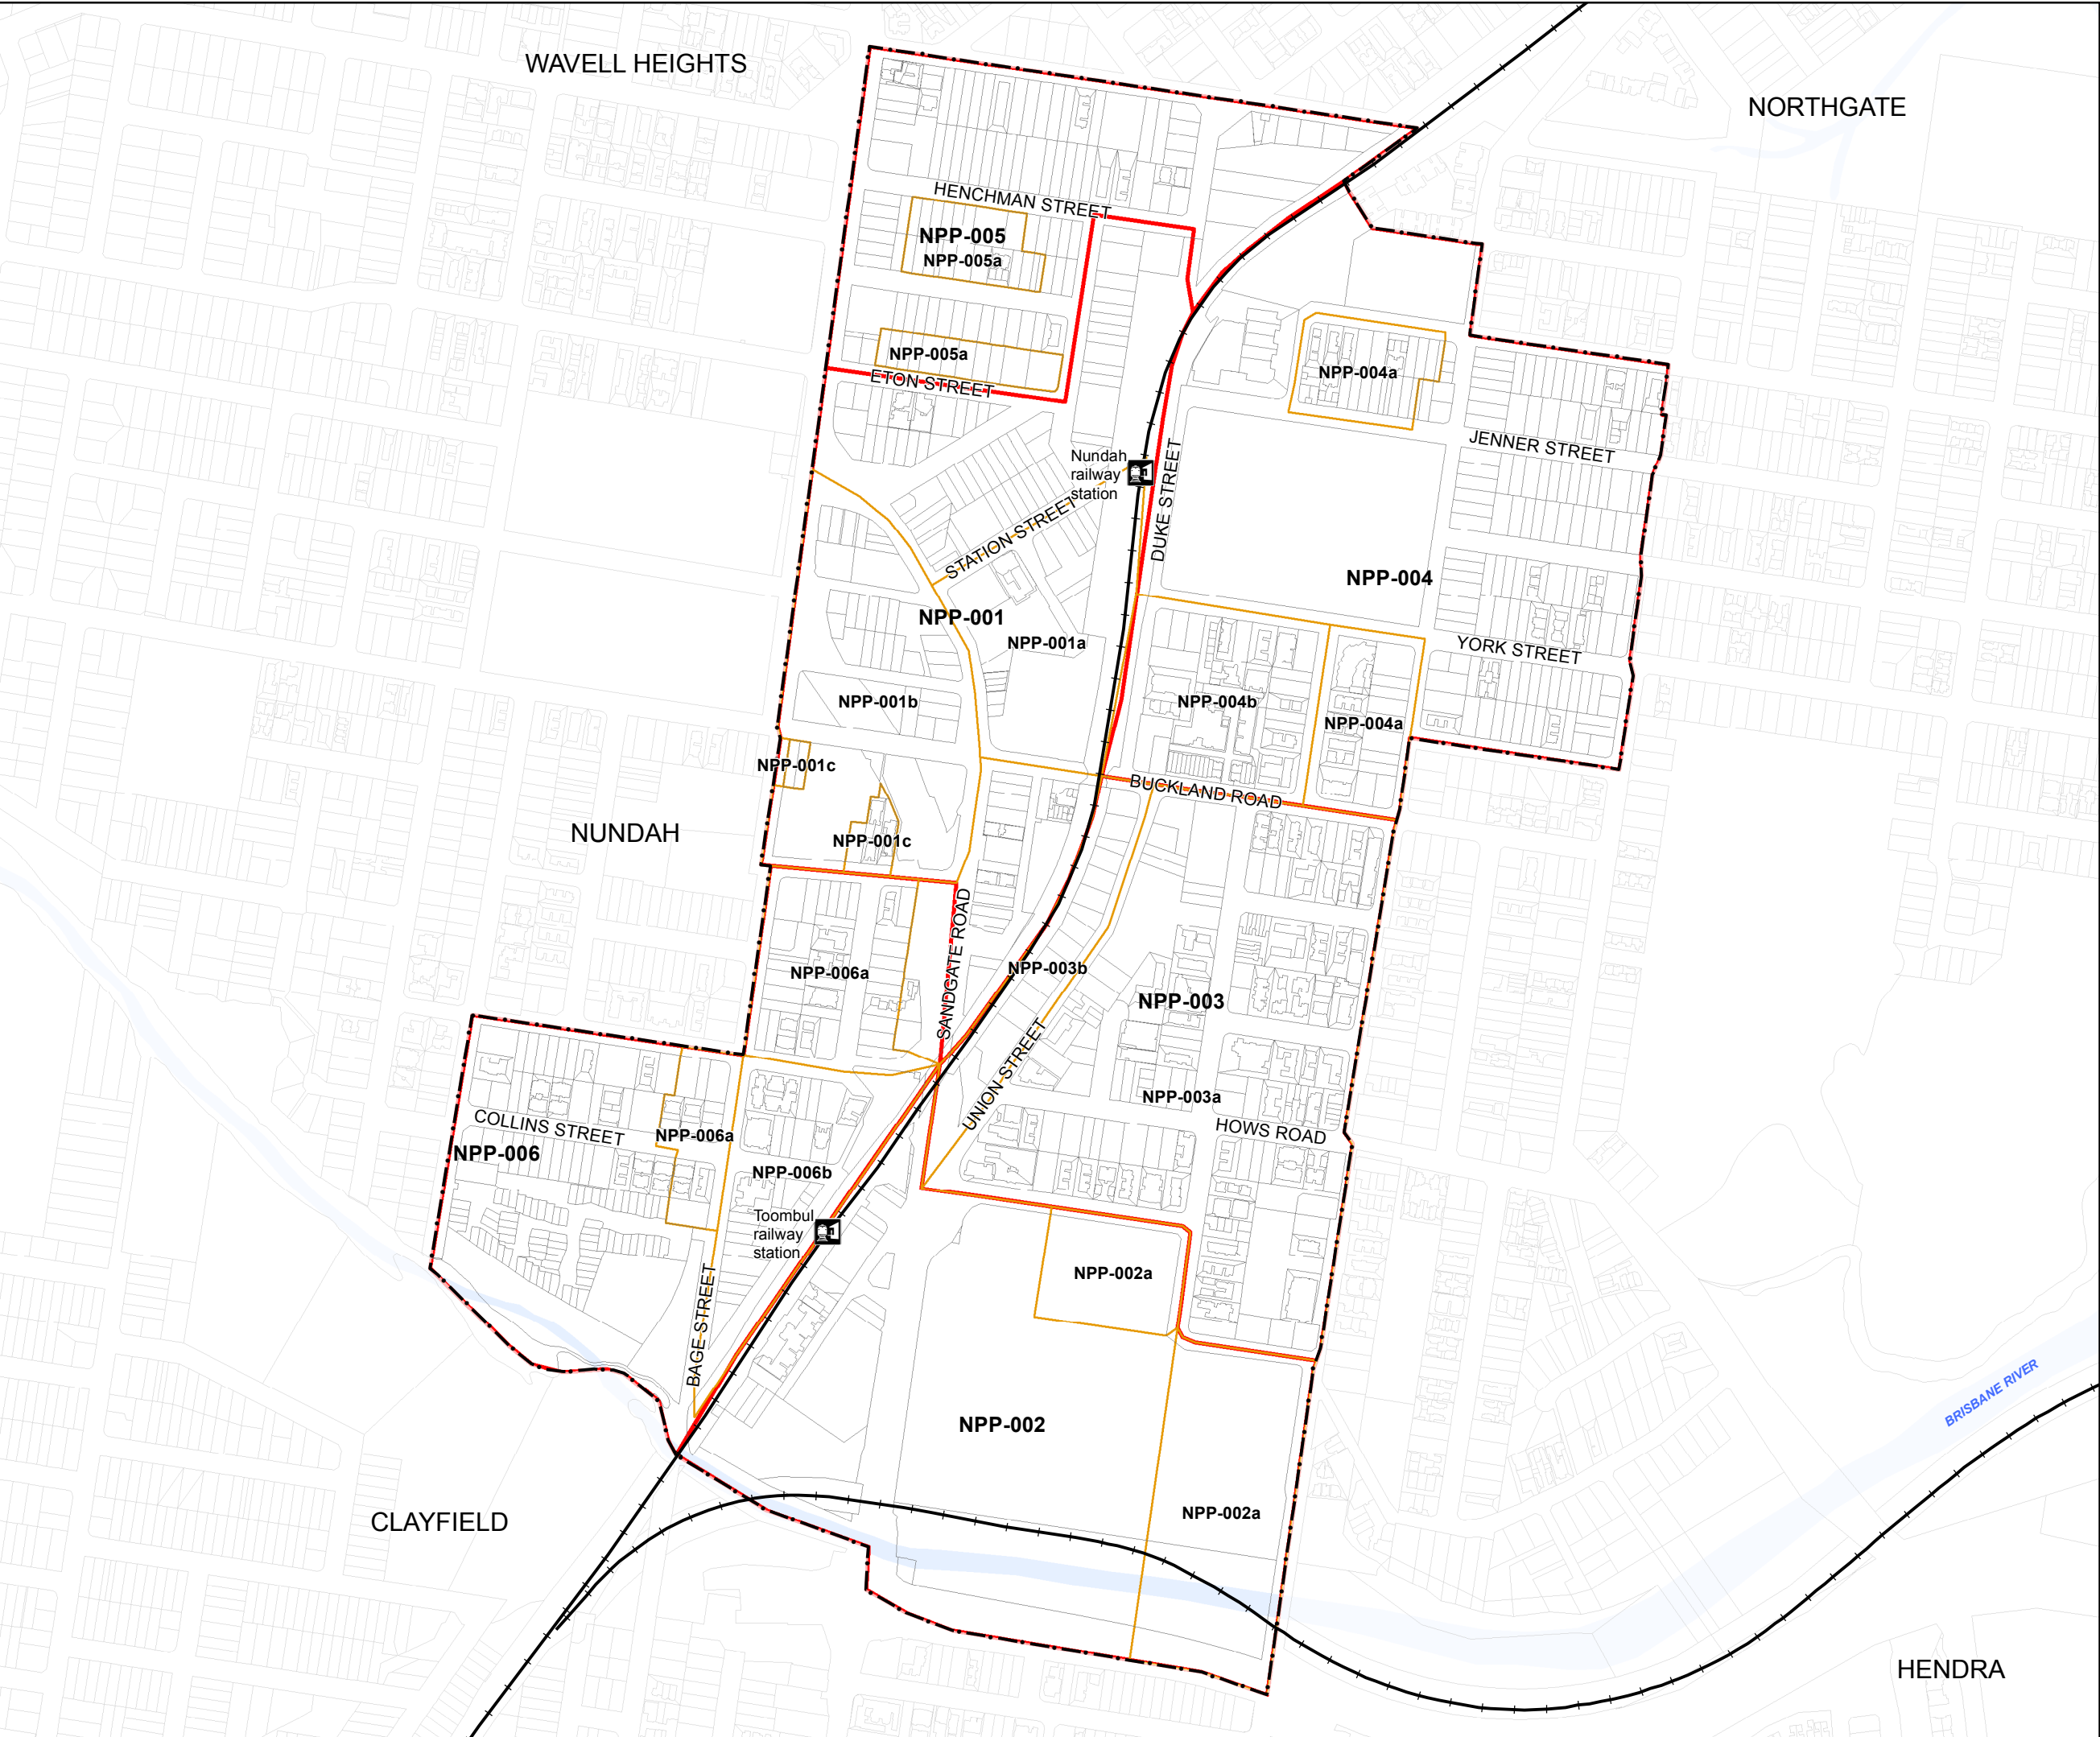 WAVELL HEIGHTS
NORTHGATE
HENCHMAN STREET
NPP-005
NPP-005a
NPP-005a
ETON STREET
NPP-004a
JENNER STREET
Nundah
railway
station
DUKE STREET
STATION STREET
NPP-004
NPP-001
NPP-001a
YORK STREET
NPP-001b
NPP-004b
NPP-004a
NPP-001c
BUCKLAND ROAD
NUNDAH
NPP-001c
SANDGATE ROAD
NPP-006a
NPP-003b
NPP-003
UNION STREET
NPP-003a
COLLINS STREET
HOWS ROAD
NPP-006a
NPP-006
NPP-006b
Toombul
railway
station
NPP-002a
BAGE STREET
BRISBANE RIVER
NPP-002
NPP-002a
CLAYFIELD
HENDRA